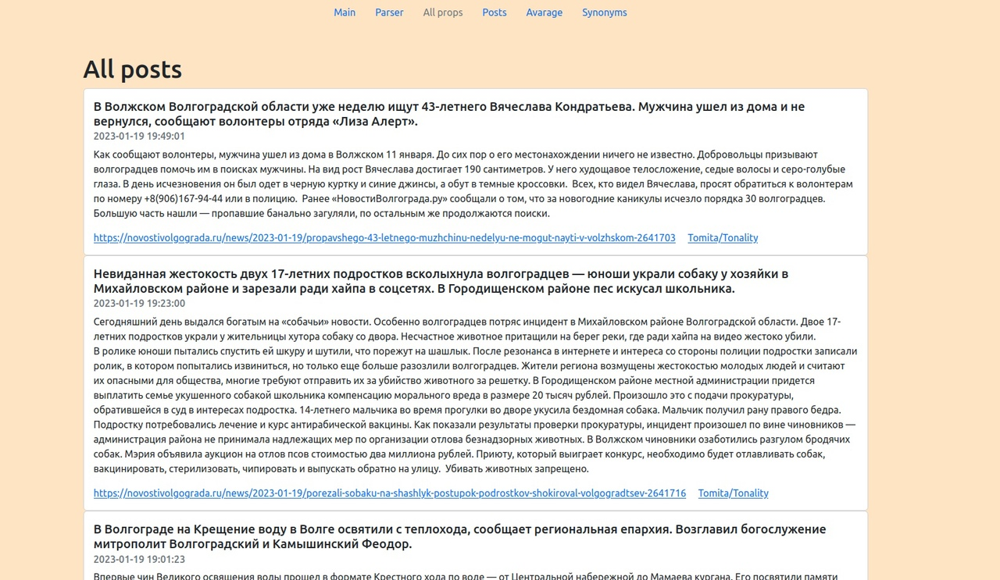 Main Parser All props Posts Avarage Synonyms
All posts
В Волжском Волгоградской области уже неделю ищут 43-летнего Вячеслава Кондратьева. Мужчина ушел из дома и не
вернулся, сообщают волонтеры отряда «Лиза Алерт».
2023-01-19 19:49:01
Как сообщают волонтеры, мужчина ушел из дома в Волжском 11 января. До сих пор о его местонахождении ничего не известно. Добровольцы призывают
волгоградцев помочь им в поисках мужчины. На вид рост Вячеслава достигает 190 сантиметров. У него худощавое телосложение, седые волосы и серо-голубые
глаза. В день исчезновения он был одет в черную куртку и синие джинсы, а обут в темные кроссовки. Всех, кто видел Вячеслава, просят обратиться к волонтерам
по номеру +8(906)167-94-44 или в полицию. Ранее «НовостиВолгограда.ру» сообщали о том, что за новогодние каникулы исчезло порядка 30 волгоградцев.
Большую часть нашли — пропавшие банально загуляли, по остальным же продолжаются поиски.
https://novostivolgograda.ru/news/2023-01-19/propavshego-43-letnego-muzhchinu-nedelyu-ne-mogut-nayti-v-volzhskom-2641703 Tomita/Tonality
Невиданная жестокость двух 17-летних подростков всколыхнула волгоградцев — юноши украли собаку у хозяйки в
Михайловском районе и зарезали ради хайпа в соцсетях. В Городищенском районе пес искусал школьника.
2023-01-19 19:23:00
Сегодняшний день выдался богатым на «собачьи» новости. Особенно волгоградцев потряс инцидент в Михайловском районе Волгоградской области. Двое 17-
летних подростков украли у жительницы хутора собаку со двора. Несчастное животное притащили на берег реки, где ради хайпа на видео жестоко убили.
В ролике юноши пытались спустить ей шкуру и шутили, что порежут на шашлык. После резонанса в интернете и интереса со стороны полиции подростки записали
ролик, в котором попытались извиниться, но только еще больше разозлили волгоградцев. Жители региона возмущены жестокостью молодых людей и считают
их опасными для общества, многие требуют отправить их за убийство животного за решетку. В Городищенском районе местной администрации придется
выплатить семье укушенного собакой школьника компенсацию морального вреда в размере 20 тысяч рублей. Произошло это с подачи прокуратуры,
обратившейся в суд в интересах подростка. 14-летнего мальчика во время прогулки во дворе укусила бездомная собака. Мальчик получил рану правого бедра.
Подростку потребовались лечение и курс антирабической вакцины. Как показали результаты проверки прокуратуры, инцидент произошел по вине чиновников —
администрация района не принимала надлежащих мер по организации отлова безнадзорных животных. В Волжском чиновники озаботились разгулом бродячих
собак. Мэрия объявила аукцион на отлов псов стоимостью два миллиона рублей. Приюту, который выиграет конкурс, необходимо будет отлавливать собак,
вакцинировать, стерилизовать, чипировать и выпускать обратно на улицу. Убивать животных запрещено.
https://novostivolgograda.ru/news/2023-01-19/porezali-sobaku-na-shashlyk-postupok-podrostkov-shokiroval-volgogradtsev-2641716 Tomita/Tonality
В Волгограде на Крещение воду в Волге освятили с теплохода, сообщает региональная епархия. Возглавил богослужение
митрополит Волгоградский и Камышинский Феодор.
2023-01-19 19:01:23
Впервые чин Великого освящения воды прошел в формате Крестного хода по воде — от Центральной набережной до Мамаева кургана. Его посвятили памяти